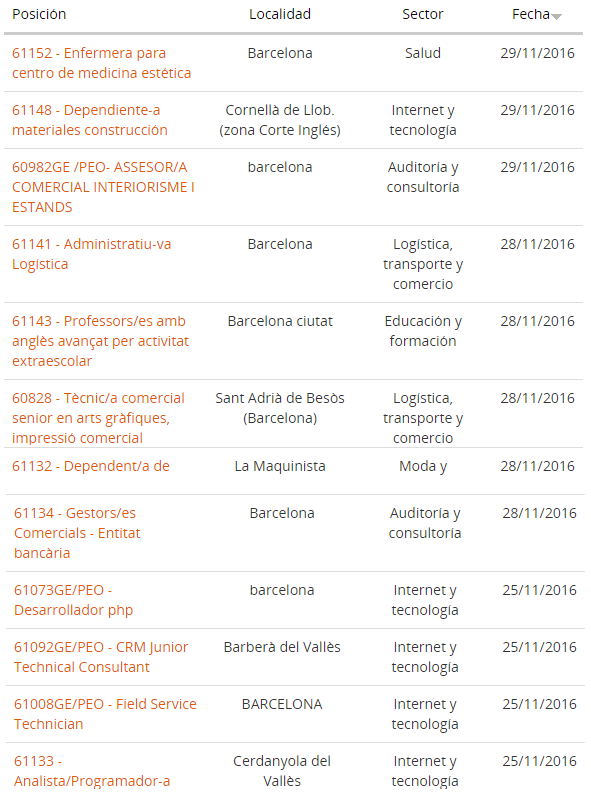 Posición Localidad Sector Fecha
61152 - Enfermera para Barcelona Salud 29/11/2016
centro de medicina estética
61148 - Dependiente-a Cornellà de Llob. Internet y 29/11/2016
materiales construcción (zona Corte Inglés) tecnología
60982GE /PEO- ASSESOR/A barcelona Auditoría y 29/11/2016
COMERCIAL INTERIORISME I consultoría
ESTANDS
61141 - Administratiu-va Barcelona Logística, 28/11/2016
Logística transporte y
comercio
61143 - Professors/es amb Barcelona ciutat Educación y 28/11/2016
anglès avançat per activitat formación
extraescolar
60828 - Tècnic/a comercial Sant Adrià de Besòs Logística, 28/11/2016
senior en arts gràfiques, (Barcelona) transporte y
impressió comercial comercio
61132 - Dependent/a de La Maquinista Moda y 28/11/2016
61134 - Gestors/es Barcelona Auditoría y 28/11/2016
Comercials - Entitat consultoría
bancària
61073GE/PEO - barcelona Internet y 25/11/2016
Desarrollador php tecnología
61092GE/PEO - CRM Junior Barberà del Vallès Internet y 25/11/2016
Technical Consultant tecnología
61008GE/PEO - Field Service BARCELONA Internet y 25/11/2016
Technician tecnología
61133 - Cerdanyola del Internet y 25/11/2016
Analista/Programador-a Vallès tecnología